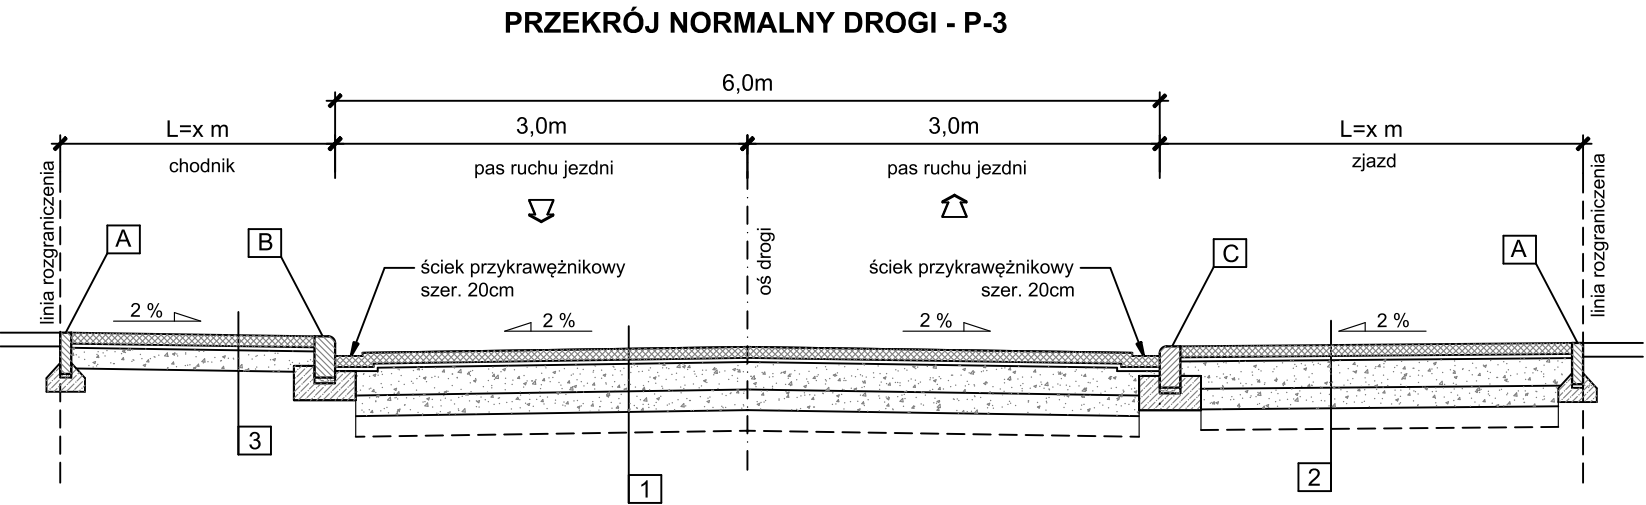 PRZEKRÓJ NORMALNY DROGI - P-3
6,0m
L=x m
3,0m
3,0m
L=x m
chodnik
pas ruchu jezdni
pas ruchu jezdni
zjazd
linia rozgraniczenia
oś drogi
linia rozgraniczenia
A
B
C
A
ściek przykrawężnikowy
szer. 20cm
ściek przykrawężnikowy
szer. 20cm
2 %
2 %
2 %
2 %
3
1
2